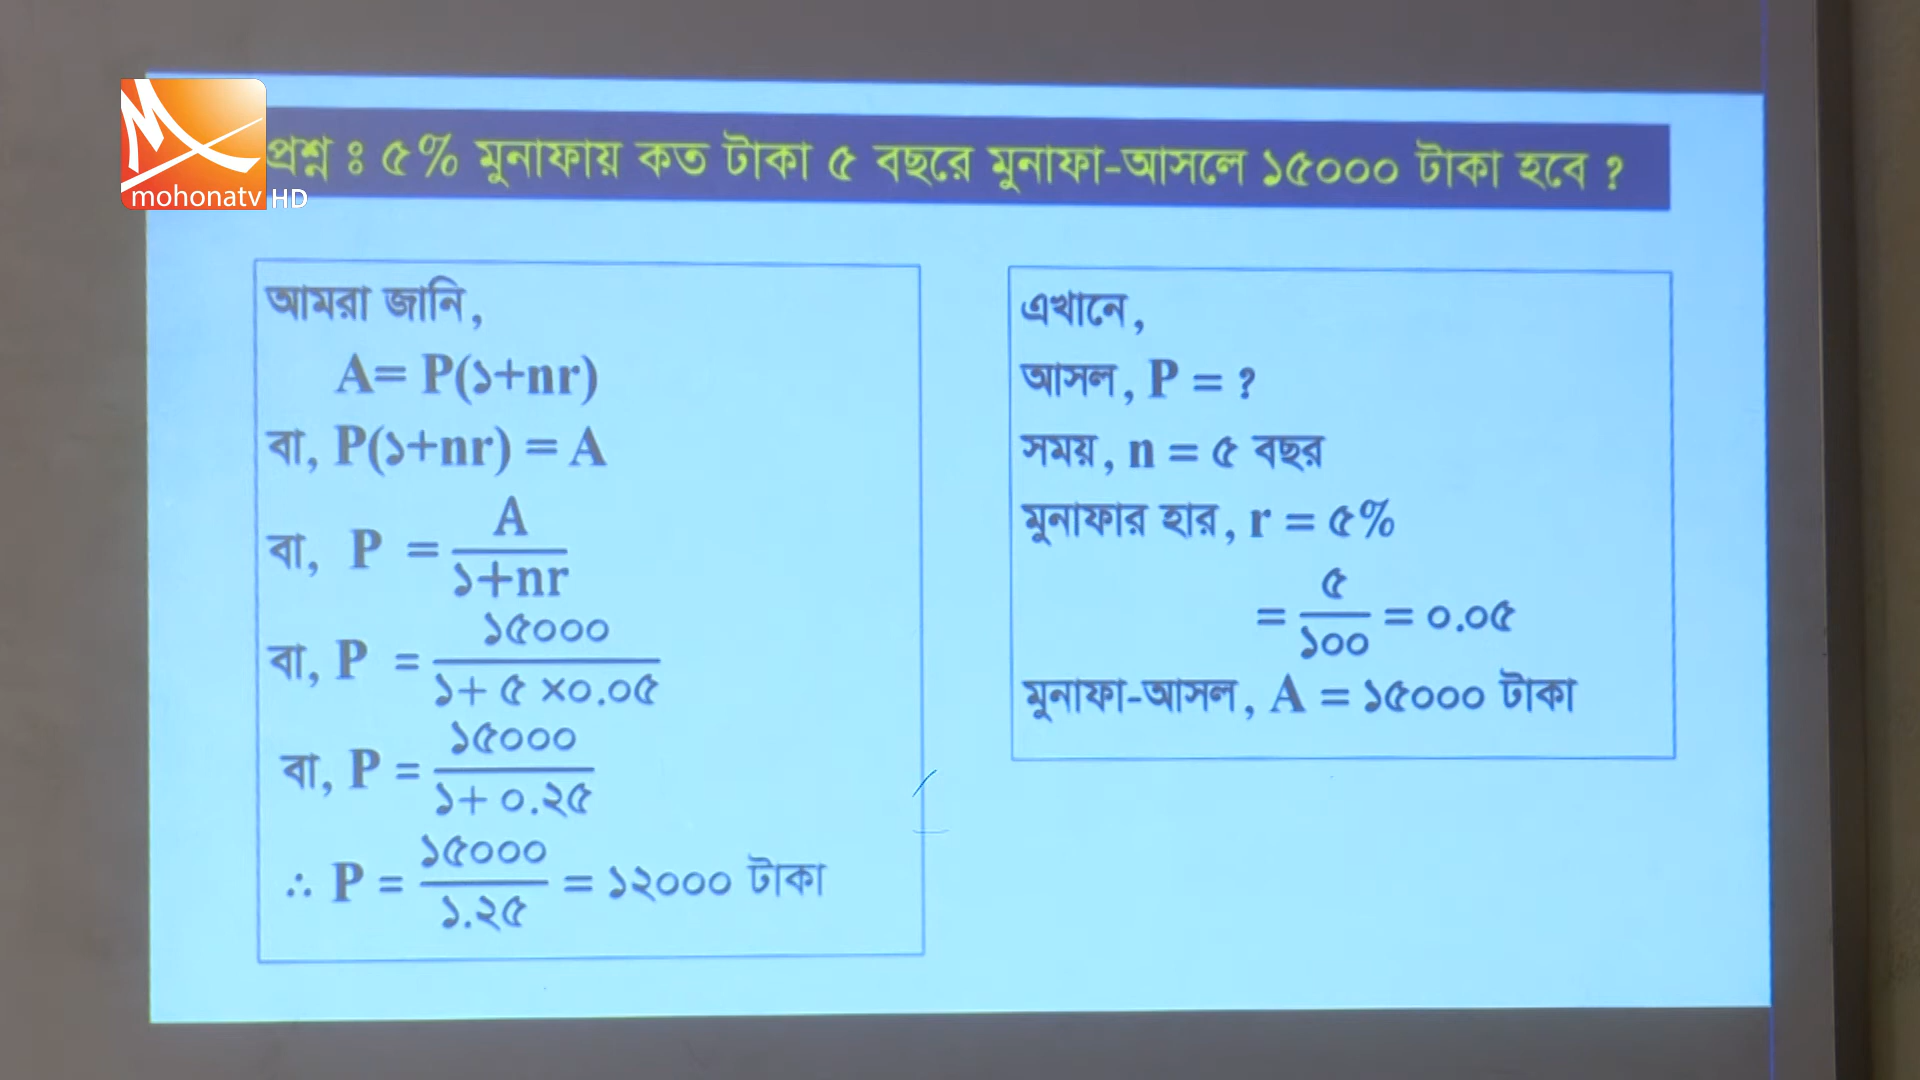 mohonatv HD
প্রশ্ন ঃ ৫% মুনাফায় কত টাকা ৫ বছরে মুনাফা-আসলে ১৫০০০ টাকা হবে ?
আমরা জানি,
A= P(১+nr)
বা, P(১+nr) = A
বা, P = A
১+nr
বা, P = ১৫০০০
১+ ৫ ×০.০৫
বা, P = ১৫০০০
১+ ০.২৫
∴ P = ১৫০০০ = ১২০০০ টাকা
১.২৫
এখানে,
আসল, P = ?
সময়, n = ৫ বছর
মুনাফার হার, r = ৫%
= ৫ = ০.০৫
১০০
মুনাফা-আসল, A = ১৫০০০ টাকা